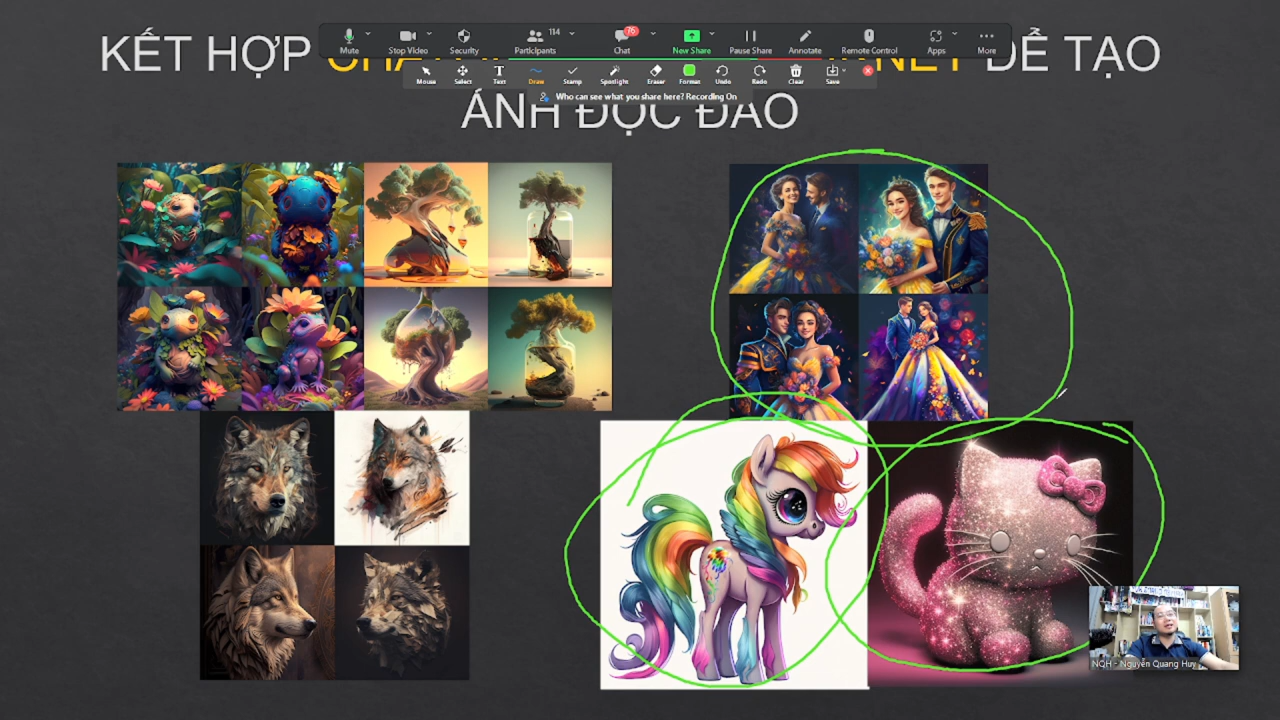 KẾT HỢP
ĐỂ TẠO
ẢNH ĐỘC ĐÁO
Mute
Stop Video
Security
Participants
114
Chat
76
New Share
Pause Share
Annotate
Remote Control
Apps
More
Mouse
Select
Text
Draw
Stamp
Spotlight
Eraser
Format
Undo
Redo
Clear
Save
Who can see what you share here? Recording On
NQH - Nguyễn Quang Huy